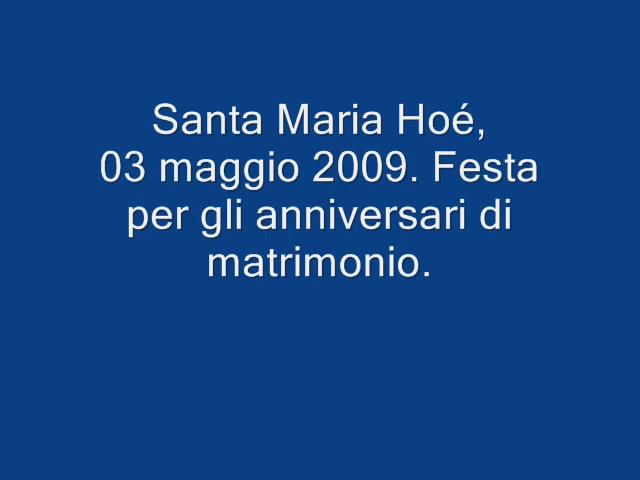 Santa Maria Hoé,
03 maggio 2009. Festa
per gli anniversari di
matrimonio.